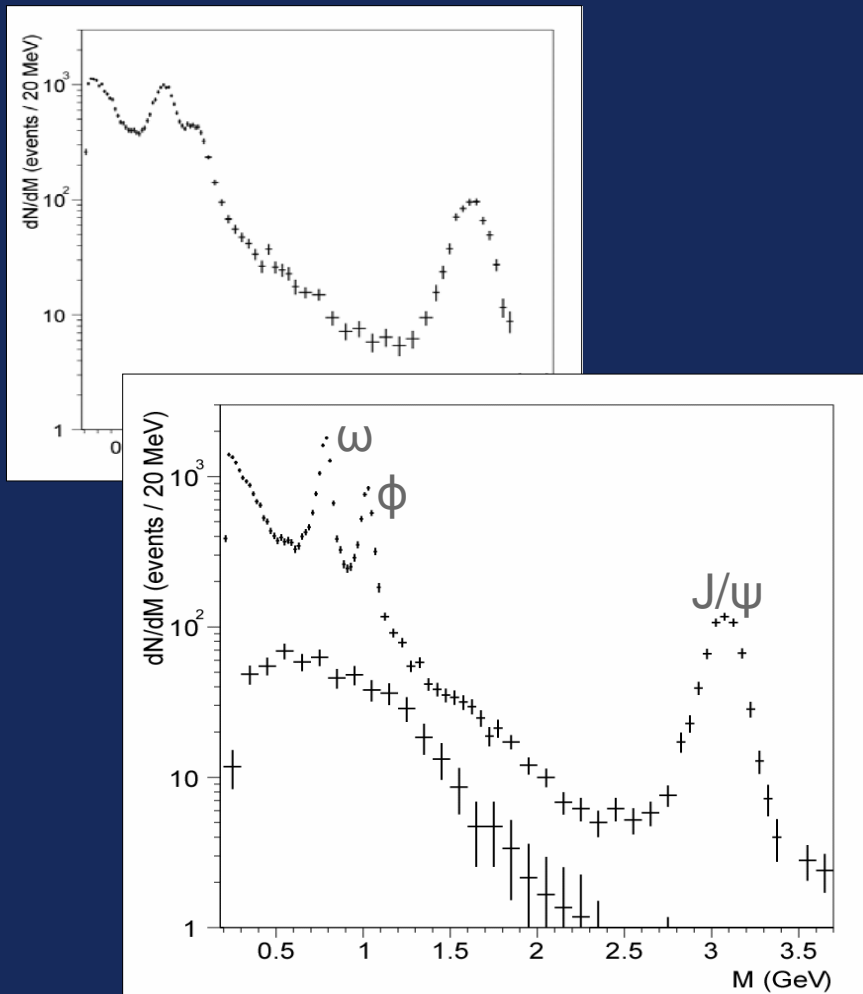 dN/dM (events / 20 MeV)
10³
10²
10
1
0
dN/dM (events / 20 MeV)
10³
10²
10
1
ω
ϕ
J/ψ
0.5 1 1.5 2 2.5 3 3.5
M (GeV)